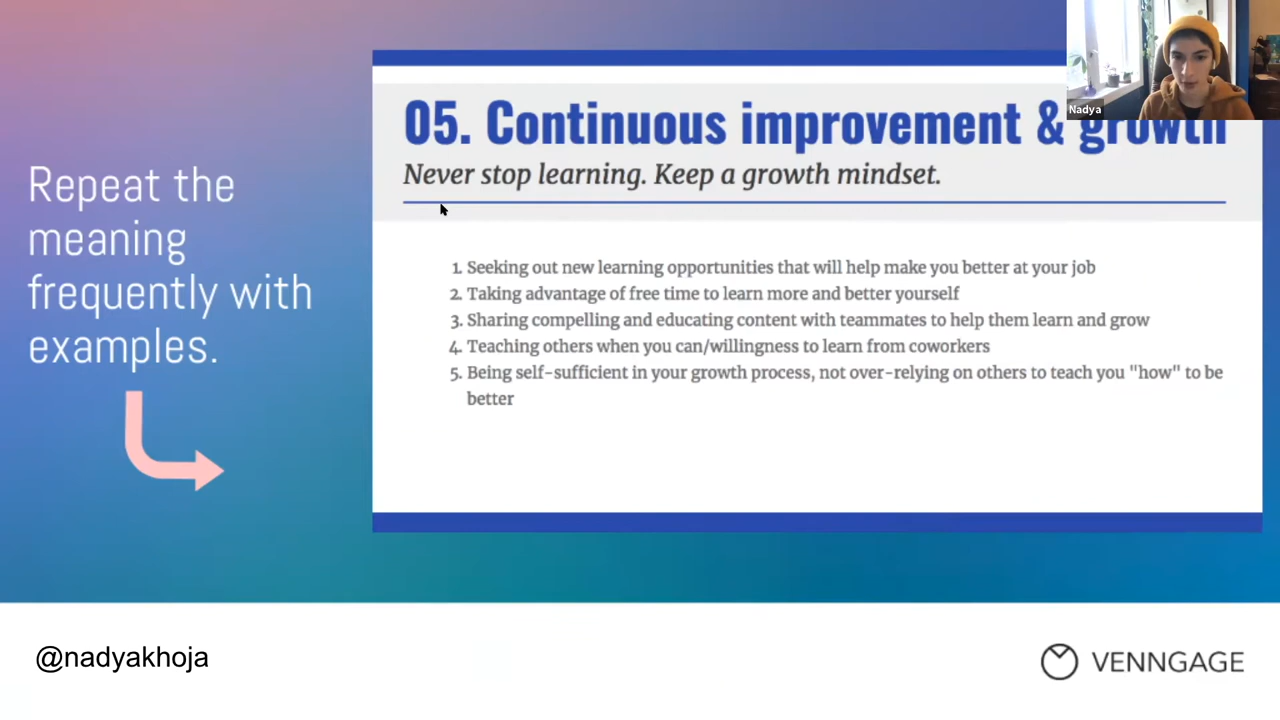 Nadya
05. Continuous improvement & growth
Never stop learning. Keep a growth mindset.
Repeat the
meaning
frequently with
examples.
1. Seeking out new learning opportunities that will help make you better at your job
2. Taking advantage of free time to learn more and better yourself
3. Sharing compelling and educating content with teammates to help them learn and grow
4. Teaching others when you can/willingness to learn from coworkers
5. Being self-sufficient in your growth process, not over-relying on others to teach you "how" to be
better
@nadyakhoja
VENNGAGE